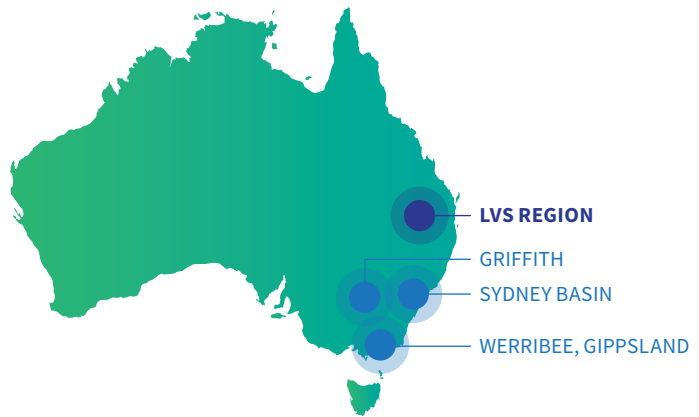 LVS REGION
GRIFFITH
SYDNEY BASIN
WERRIBEE, GIPPSLAND